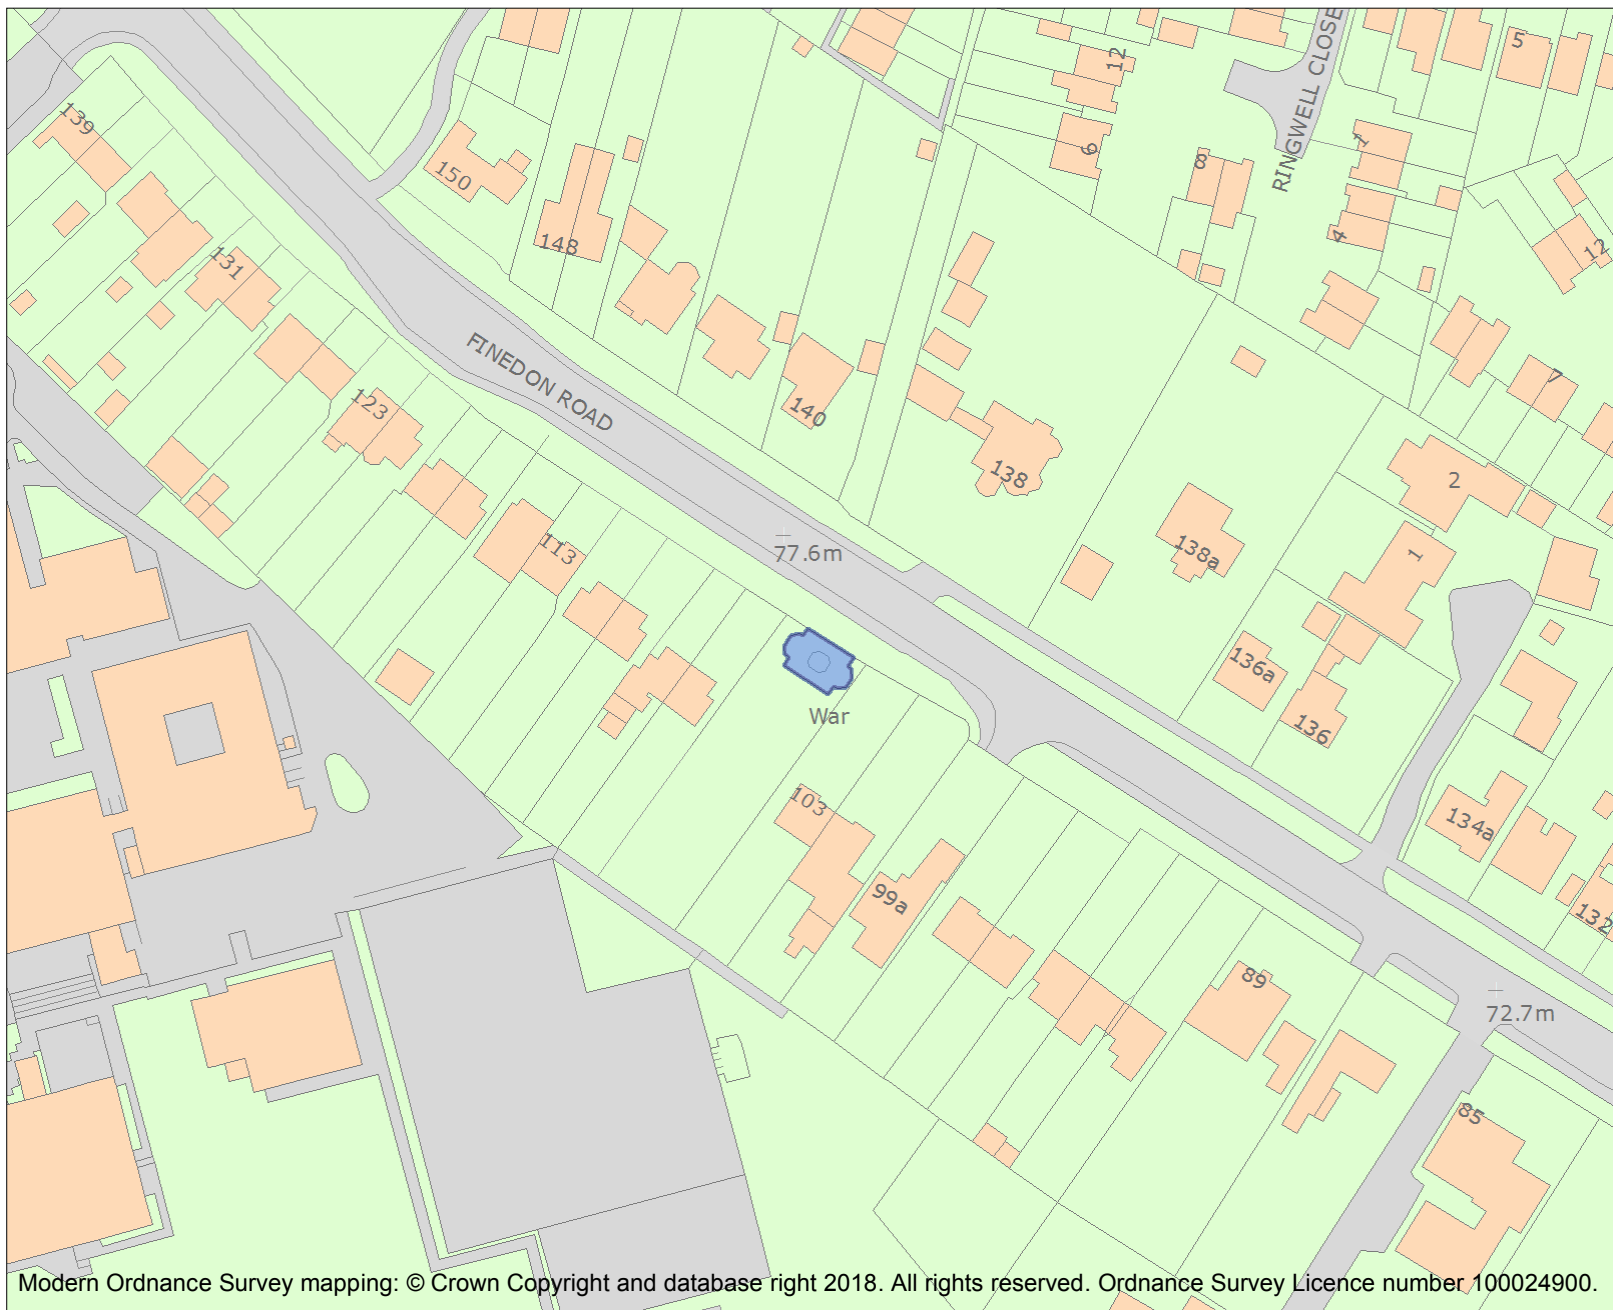 139
150
148
131
FINEDON ROAD
123
140
138
113
77.6m
138a
12
9
8
RINGWELL CLOSE
5
1
4
12
7
2
1
136a
136
War
103
99a
134a
132
89
72.7m
85
Modern Ordnance Survey mapping: © Crown Copyright and database right 2018. All rights reserved. Ordnance Survey Licence number 100024900.